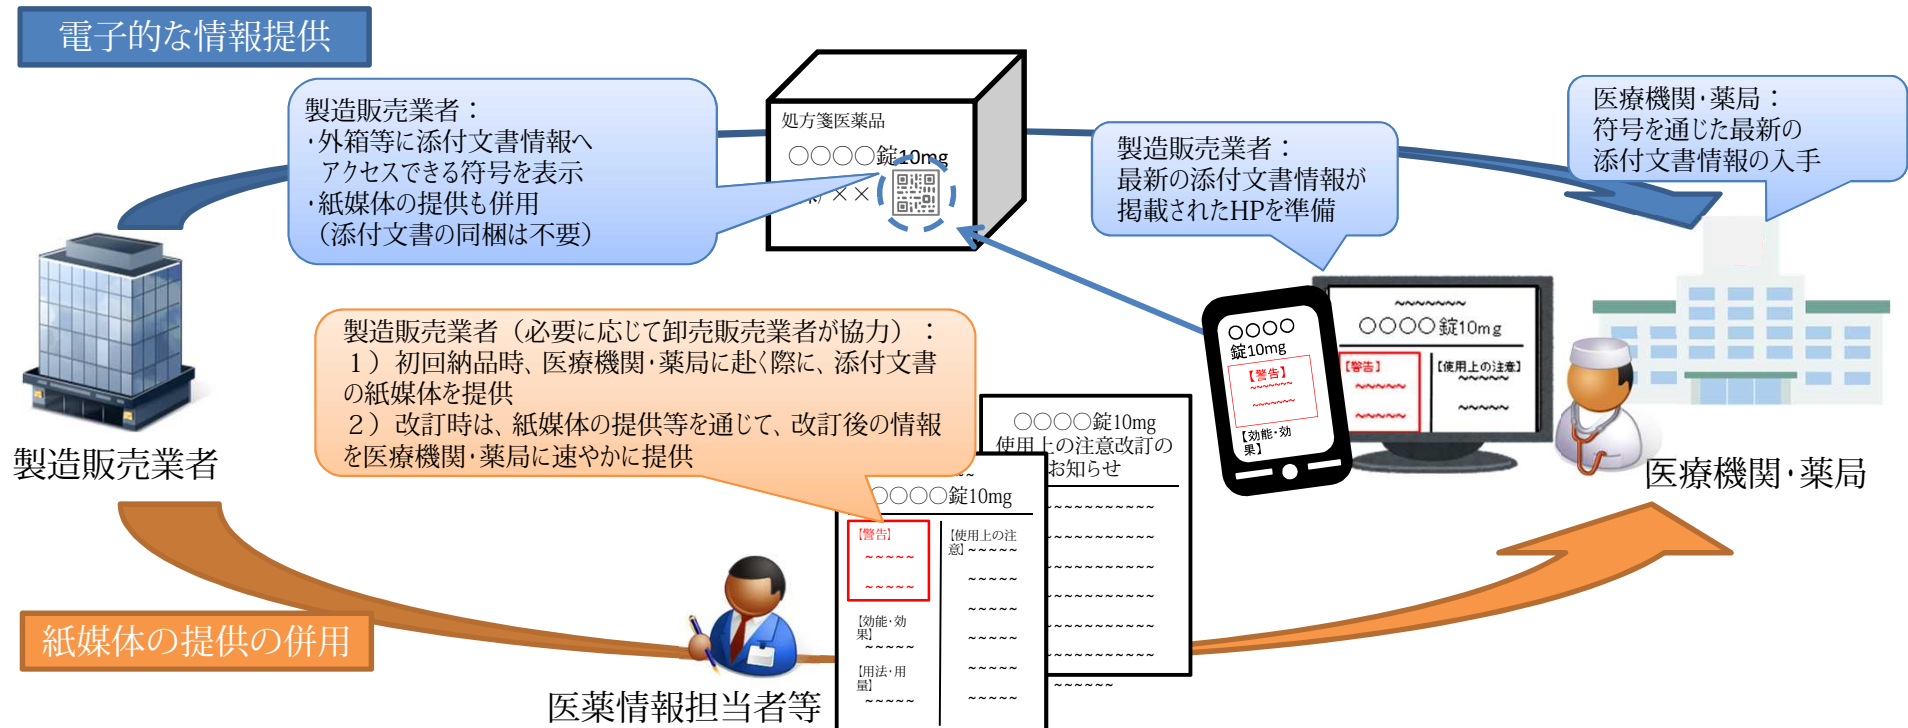 電子的な情報提供
製造販売業者：
・外箱等に添付文書情報へ
アクセスできる符号を表示
・紙媒体の提供も併用
（添付文書の同梱は不要）
処方箋医薬品
○○○○錠10mg
××
製造販売業者：
最新の添付文書情報が
掲載されたHPを準備
医療機関・薬局：
符号を通じた最新の
添付文書情報の入手
製造販売業者
製造販売業者（必要に応じて卸売販売業者が協力）：
１）初回納品時、医療機関・薬局に赴く際に、添付文書
の紙媒体を提供
２）改訂時は、紙媒体の提供等を通じて、改訂後の情報
を医療機関・薬局に速やかに提供
○○○○
錠10mg
【警告】
~~~~~~~
~~~~~~~
【効能・効
果】
~~~~~~~
○○○○錠10mg
【警告】
~~~~~
~~~~~
【使用上の注意】
~~~~~
~~~~~
医療機関・薬局
○○○○錠10mg
使用上の注意改訂の
お知らせ
~~~~~~~~~~~
~~~~~~~~~~~
~~~~~~~~~~~
~~~~~~~~~~~
~~~~~~~~~~~
~~~~~~~~~~~
~~~~~~
~~
○○○○錠10mg
【警告】
~~~~~
~~~~~
【効能・効
果】
~~~~~
【用法・用
量】
~~~~~
【使用上の注
意】~~~~~
~~~~~
~~~~~
~~~~~
~~~~~
~~~~~
紙媒体の提供の併用
医薬情報担当者等